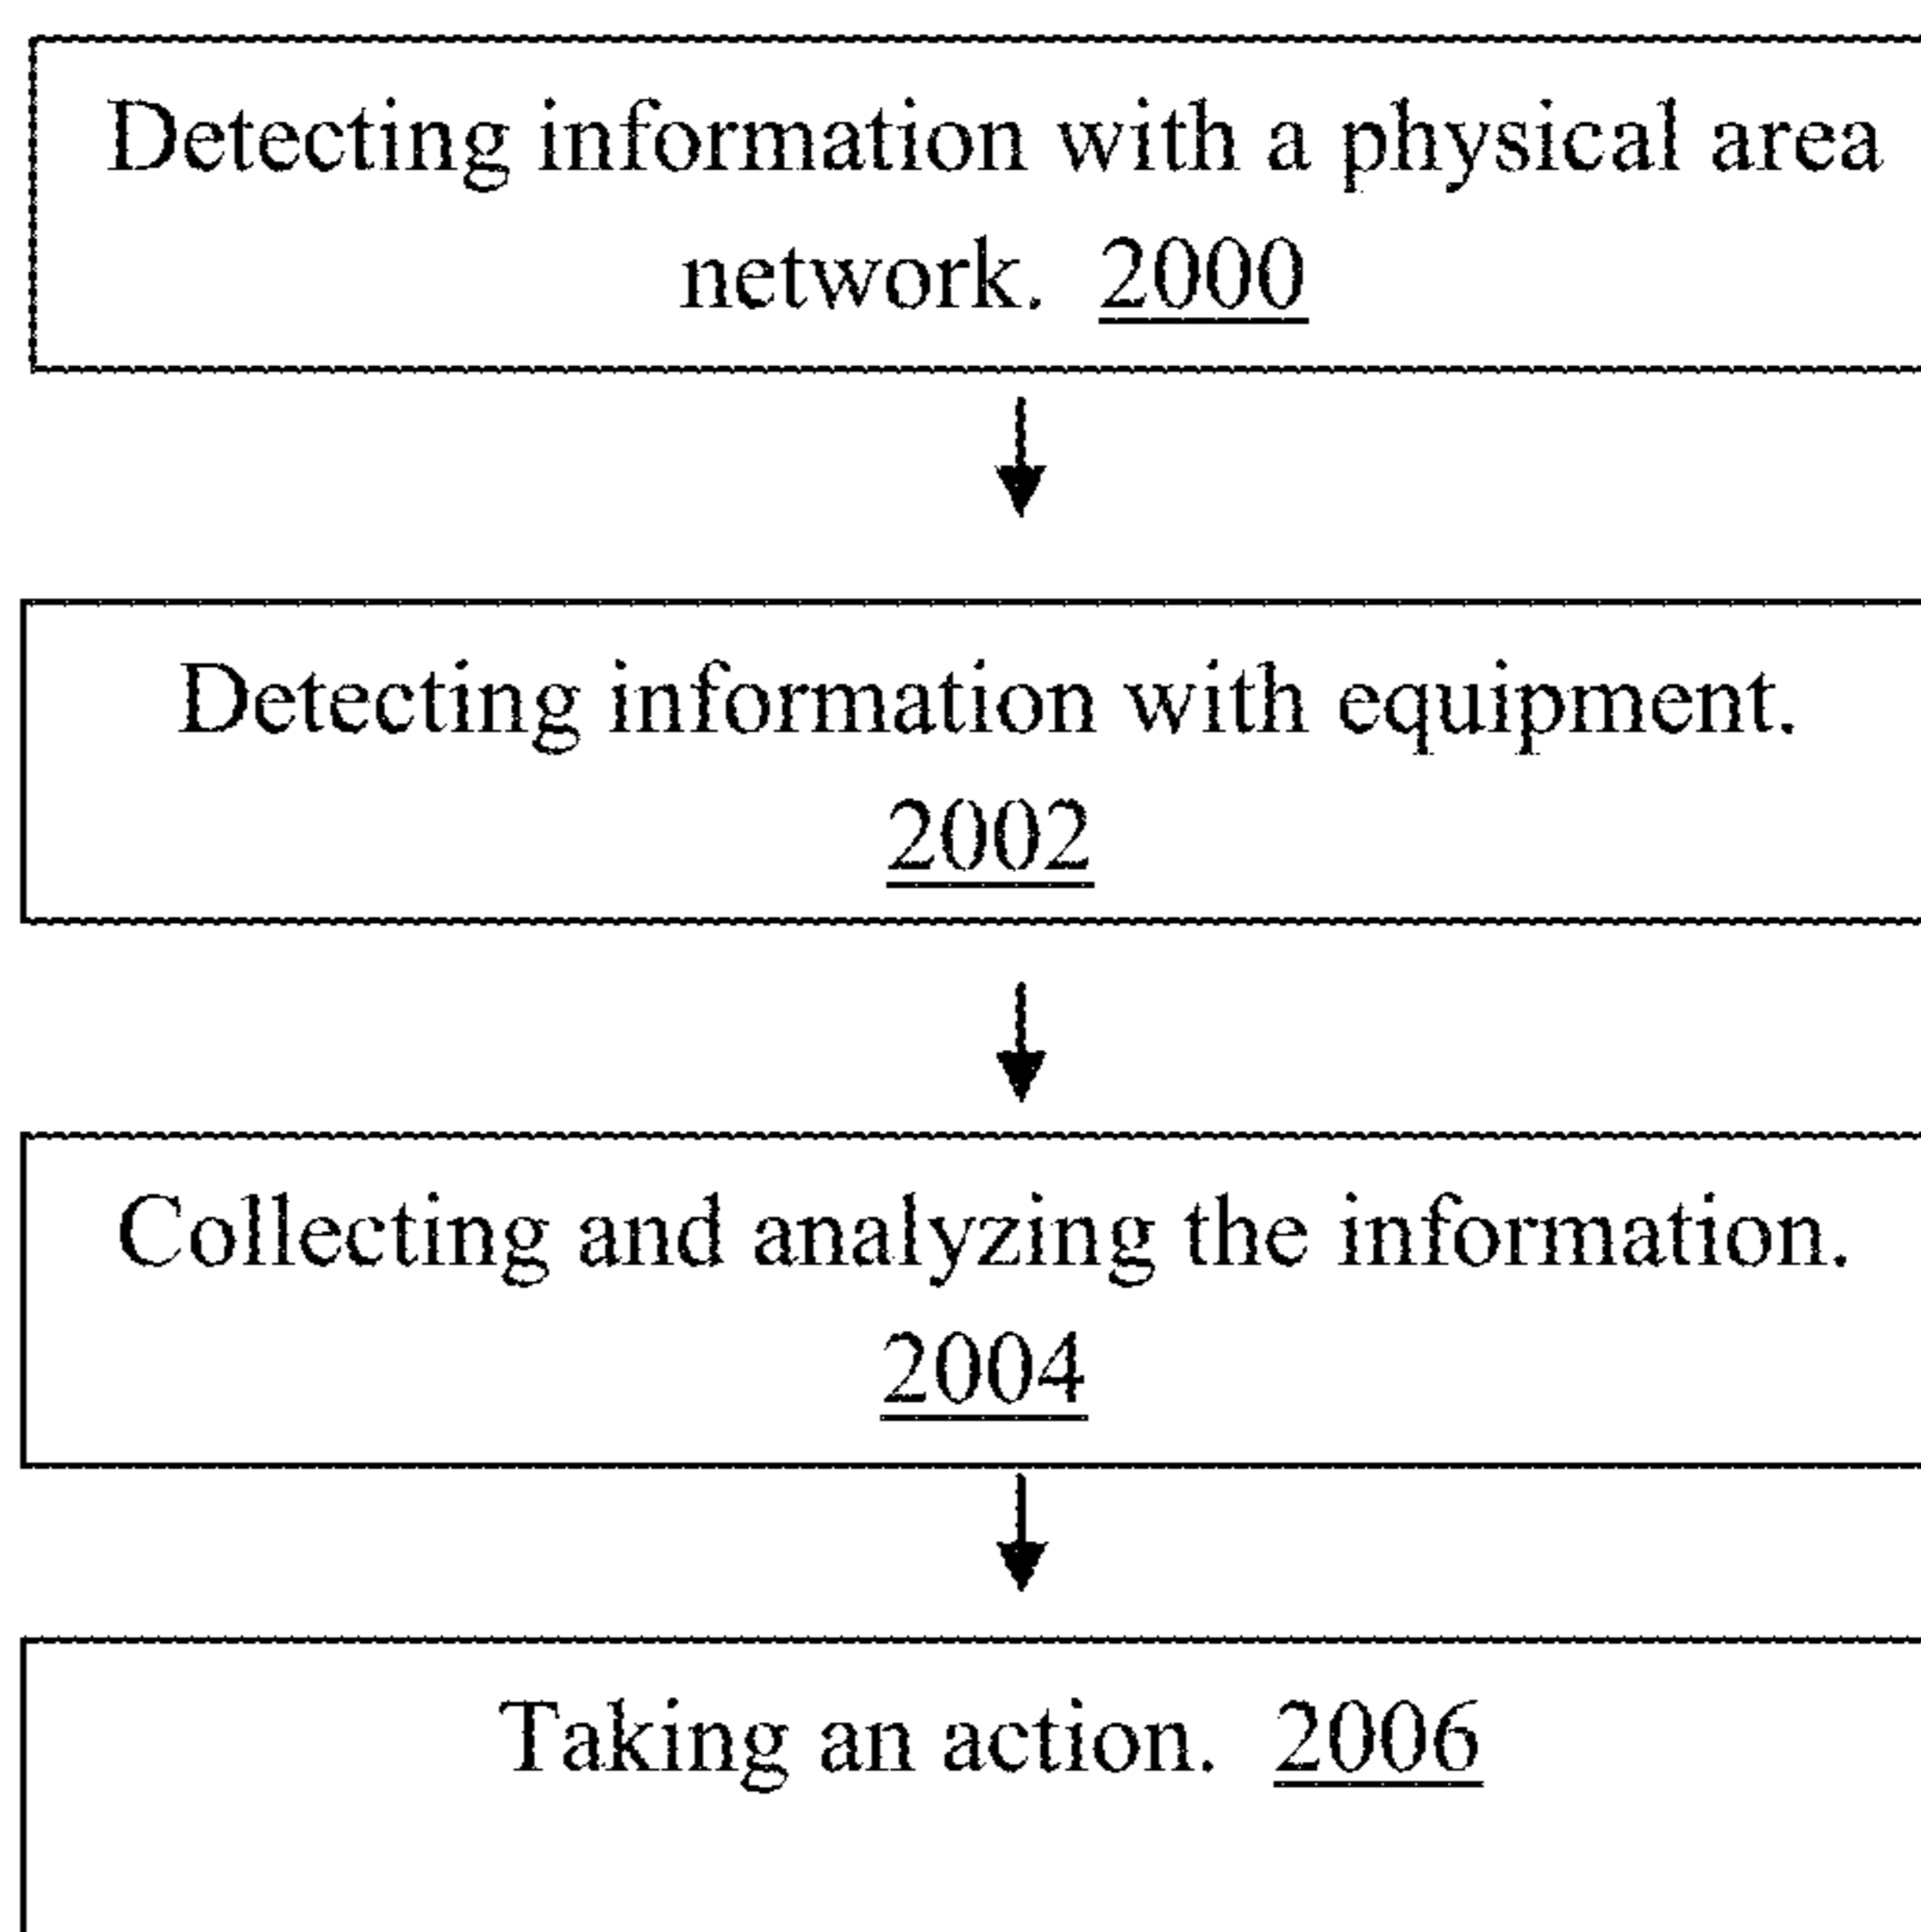 Detecting information with a physical area
network. 2000
Detecting information with equipment.
2002
Collecting and analyzing the information.
2004
Taking an action. 2006